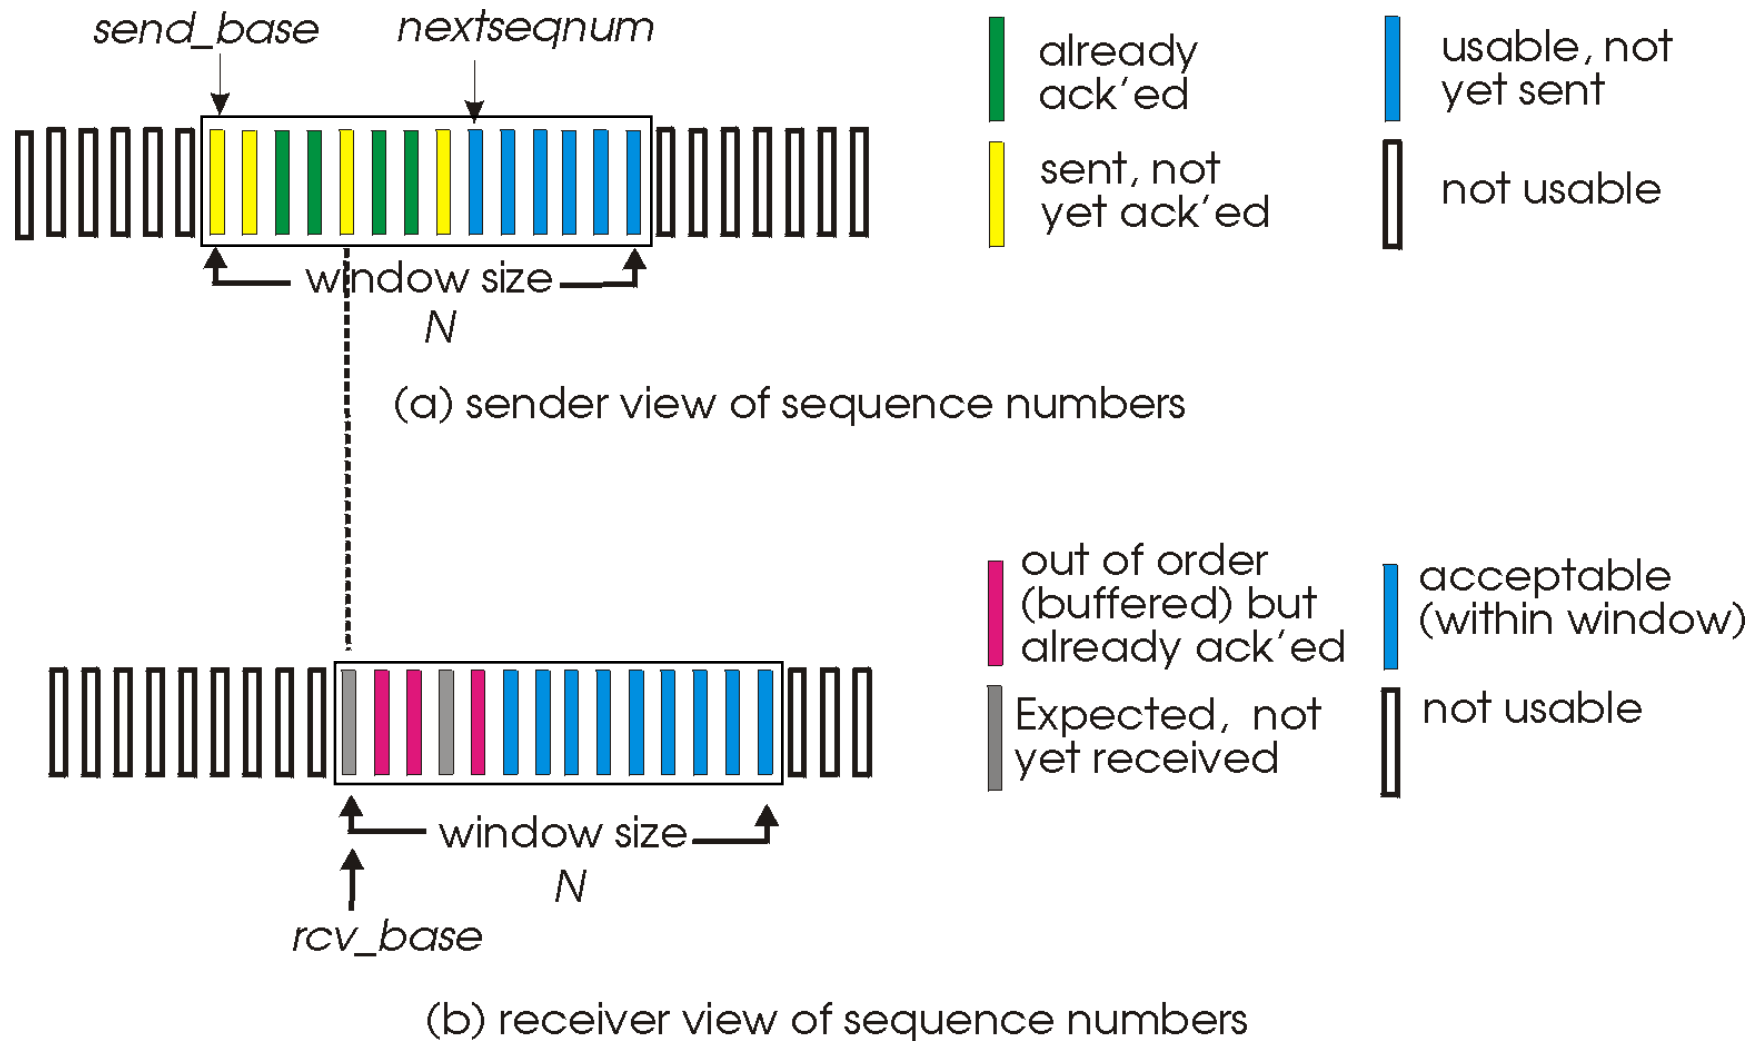 send_base
nextseqnum
already
ack'ed
usable, not
yet sent
sent, not
yet ack'ed
not usable
window size
N
(a) sender view of sequence numbers
out of order
(buffered) but
already ack'ed
acceptable
(within window)
Expected, not
yet received
not usable
window size
N
rcv_base
(b) receiver view of sequence numbers